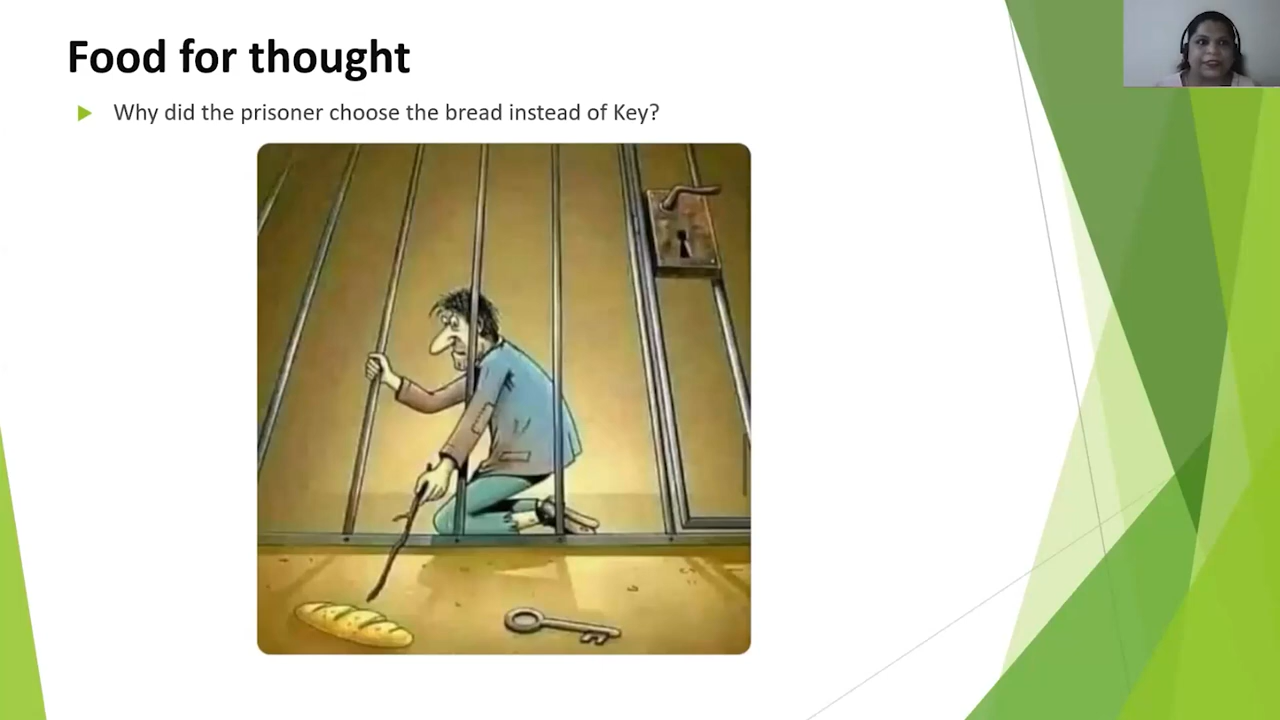 Food for thought
Why did the prisoner choose the bread instead of Key?